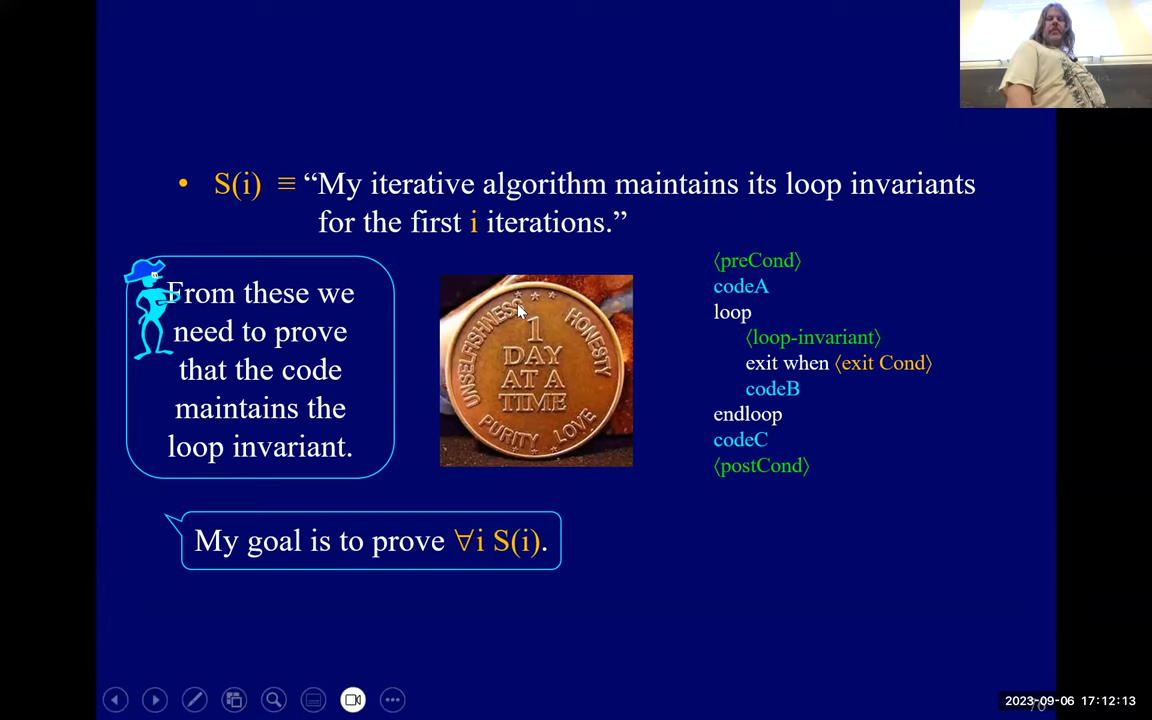 • S(i) ≡ “My iterative algorithm maintains its loop invariants
for the first i iterations.”
From these we
need to prove
that the code
maintains the
loop invariant.
UNSELFISHNESS
HONESTY
1
DAY
AT A
TIME
PURITY LOVE
⟨preCond⟩
codeA
loop
⟨loop-invariant⟩
exit when ⟨exit Cond⟩
codeB
endloop
codeC
⟨postCond⟩
My goal is to prove ∀i S(i).
2023-09-06 17:12:13